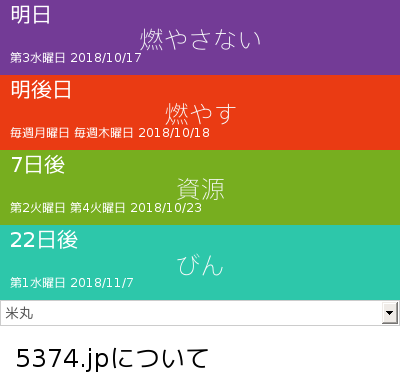 明日
燃やさない
第3水曜日 2018/10/17
明後日
燃やす
毎週月曜日 毎週木曜日 2018/10/18
7日後
資源
第2火曜日 第4火曜日 2018/10/23
22日後
びん
第1水曜日 2018/11/7
米丸
5374.jpについて